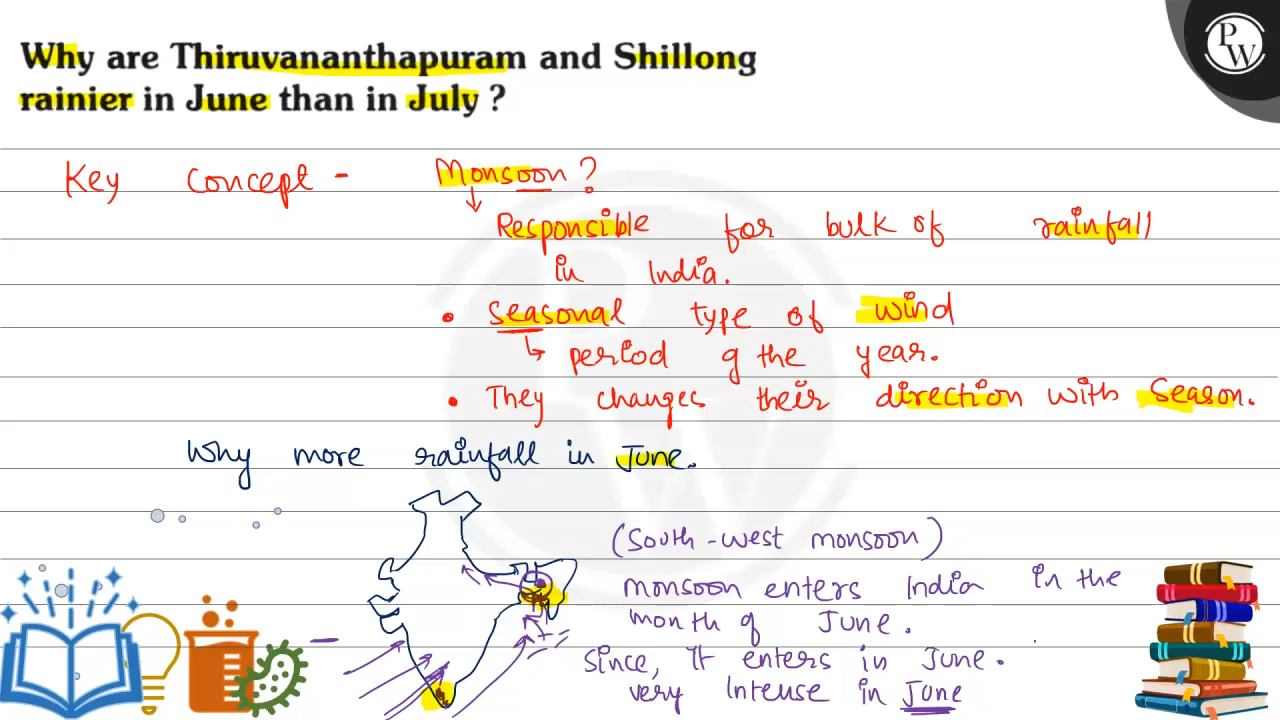 Why are Thiruvananthapuram and Shillong
rainier in June than in July ?
PW
Key concept - Monsoon?
Responsible for bulk of rainfall
in India.
• Seasonal type of wind
period of the year.
• They changes their direction with Season.
Why more rainfall in June.
(South-west monsoon)
monsoon enters India in the
month of June.
Since, it enters in June.
very Intense in June